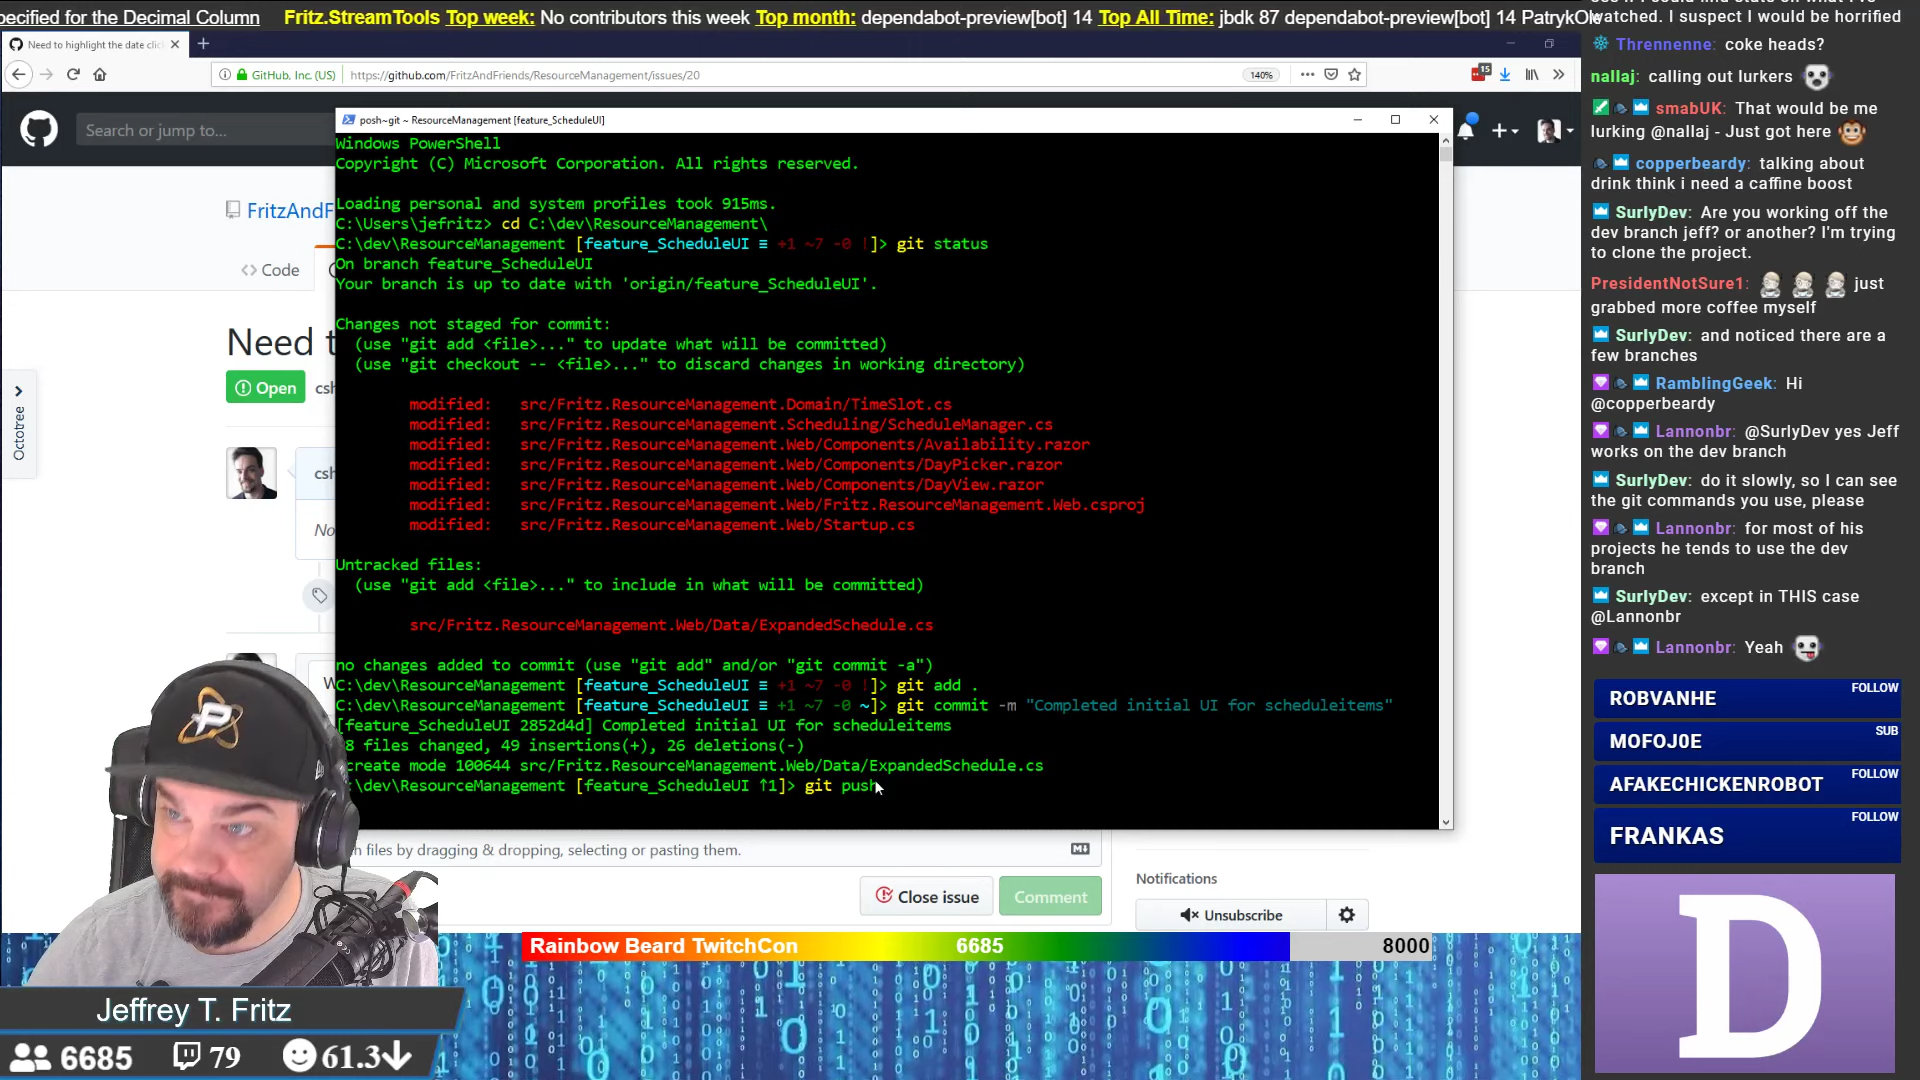 pecified for the Decimal Column Fritz.StreamTools Top week: No contributors this week Top month: dependabot-preview[bot] 14 Top All Time: jbdk 87 dependabot-preview[bot] 14
Need to highlight the date clic
GitHub, Inc. (US) https://github.com/FritzAndFriends/ResourceManagement/issues/20 140% 15
Search or jump to...
FritzAndF
Code
Need t
Open csh
Octotree
csh
No
W
posh~git ~ ResourceManagement [feature_ScheduleUI]
Windows PowerShell
Copyright (C) Microsoft Corporation. All rights reserved.
Loading personal and system profiles took 915ms.
C:\Users\jefritz> cd C:\dev\ResourceManagement\
C:\dev\ResourceManagement [feature_ScheduleUI ≡ +1 ~7 -0 !]> git status
On branch feature_ScheduleUI
Your branch is up to date with 'origin/feature_ScheduleUI'.
Changes not staged for commit:
(use "git add <file>..." to update what will be committed)
(use "git checkout -- <file>..." to discard changes in working directory)
modified: src/Fritz.ResourceManagement.Domain/TimeSlot.cs
modified: src/Fritz.ResourceManagement.Scheduling/ScheduleManager.cs
modified: src/Fritz.ResourceManagement.Web/Components/Availability.razor
modified: src/Fritz.ResourceManagement.Web/Components/DayPicker.razor
modified: src/Fritz.ResourceManagement.Web/Components/DayView.razor
modified: src/Fritz.ResourceManagement.Web/Fritz.ResourceManagement.Web.csproj
modified: src/Fritz.ResourceManagement.Web/Startup.cs
Untracked files:
(use "git add <file>..." to include in what will be committed)
src/Fritz.ResourceManagement.Web/Data/ExpandedSchedule.cs
no changes added to commit (use "git add" and/or "git commit -a")
C:\dev\ResourceManagement [feature_ScheduleUI ≡ +1 ~7 -0 !]> git add .
C:\dev\ResourceManagement [feature_ScheduleUI ≡ +1 ~7 -0 ~]> git commit -m "Completed initial UI for scheduleitems"
[feature_ScheduleUI 2852d4d] Completed initial UI for scheduleitems
8 files changed, 49 insertions(+), 26 deletions(-)
create mode 100644 src/Fritz.ResourceManagement.Web/Data/ExpandedSchedule.cs
:\dev\ResourceManagement [feature_ScheduleUI ↑1]> git push
h files by dragging & dropping, selecting or pasting them.
Close issue Comment
Notifications
Unsubscribe
Rainbow Beard TwitchCon 6685 8000
Jeffrey T. Fritz
6685 79 61.3
watched. I suspect I would be horrified
Thrennenne: coke heads?
nallaj: calling out lurkers
smabUK: That would be me
lurking @nallaj - Just got here
copperbeardy: talking about
drink think i need a caffine boost
SurlyDev: Are you working off the
dev branch jeff? or another? I'm trying
to clone the project.
PresidentNotSure1: just
grabbed more coffee myself
SurlyDev: and noticed there are a
few branches
RamblingGeek: Hi
@copperbeardy
Lannonbr: @SurlyDev yes Jeff
works on the dev branch
SurlyDev: do it slowly, so I can see
the git commands you use, please
Lannonbr: for most of his
projects he tends to use the dev
branch
SurlyDev: except in THIS case
@Lannonbr
Lannonbr: Yeah
ROBVANHE FOLLOW
MOFOJ0E SUB
AFAKECHICKENROBOT FOLLOW
FRANKAS FOLLOW
D